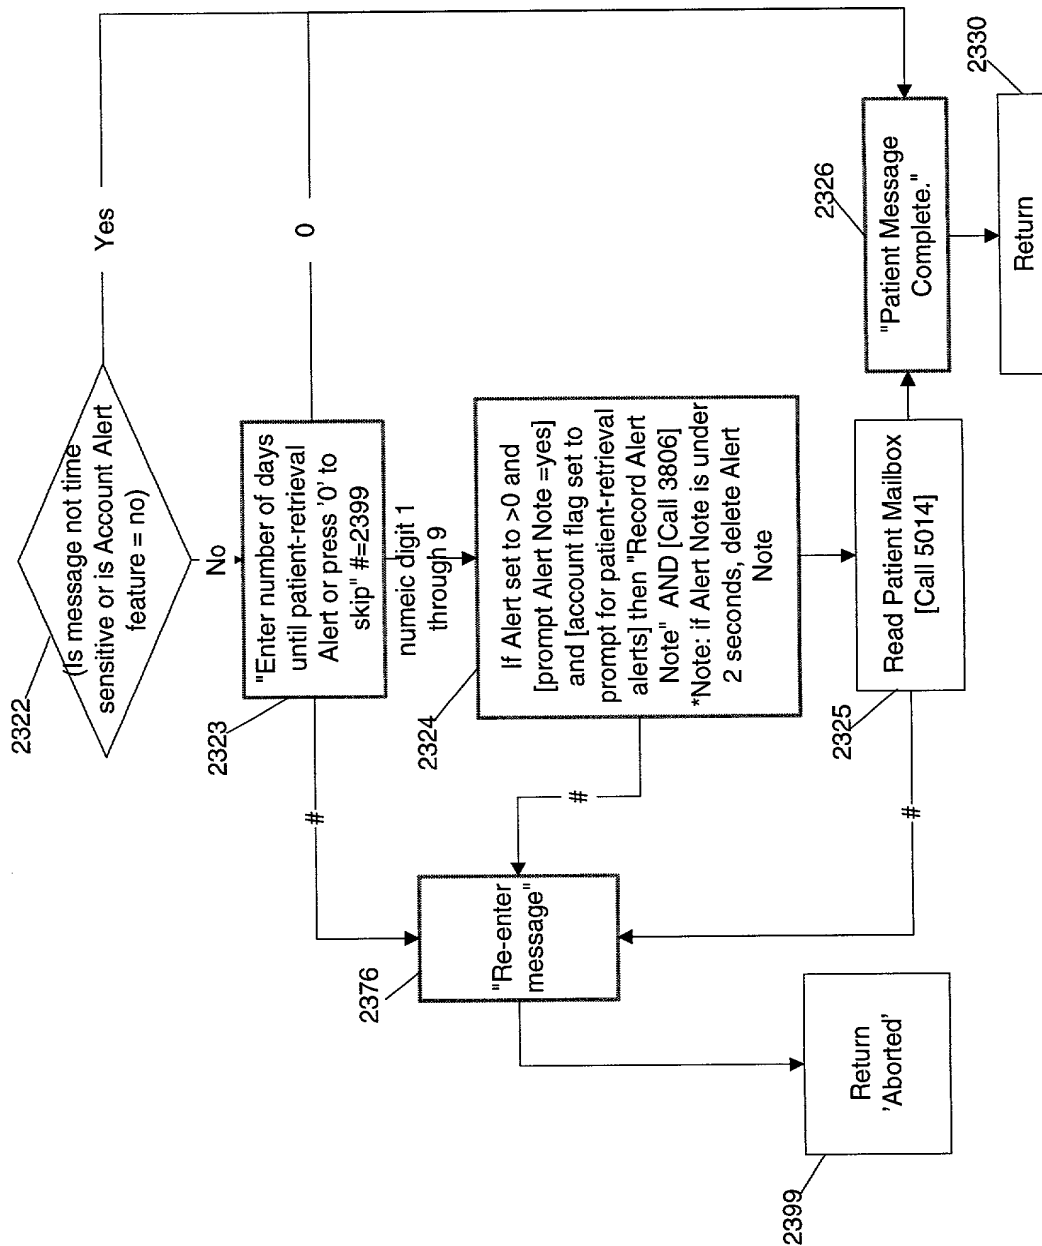 2322
(Is message not time
sensitive or is Account Alert
feature = no)
Yes
No
2323
"Enter number of days
until patient-retrieval
Alert or press '0' to
skip" #=2399
0
#
numeic digit 1
through 9
2324
If Alert set to >0 and
[prompt Alert Note =yes]
and [account flag set to
prompt for patient-retrieval
alerts] then "Record Alert
Note" AND [Call 3806]
*Note: if Alert Note is under
2 seconds, delete Alert
Note
#
2376
"Re-enter
message"
2325
Read Patient Mailbox
[Call 5014]
#
2326
"Patient Message
Complete."
2330
Return
2399
Return
'Aborted'